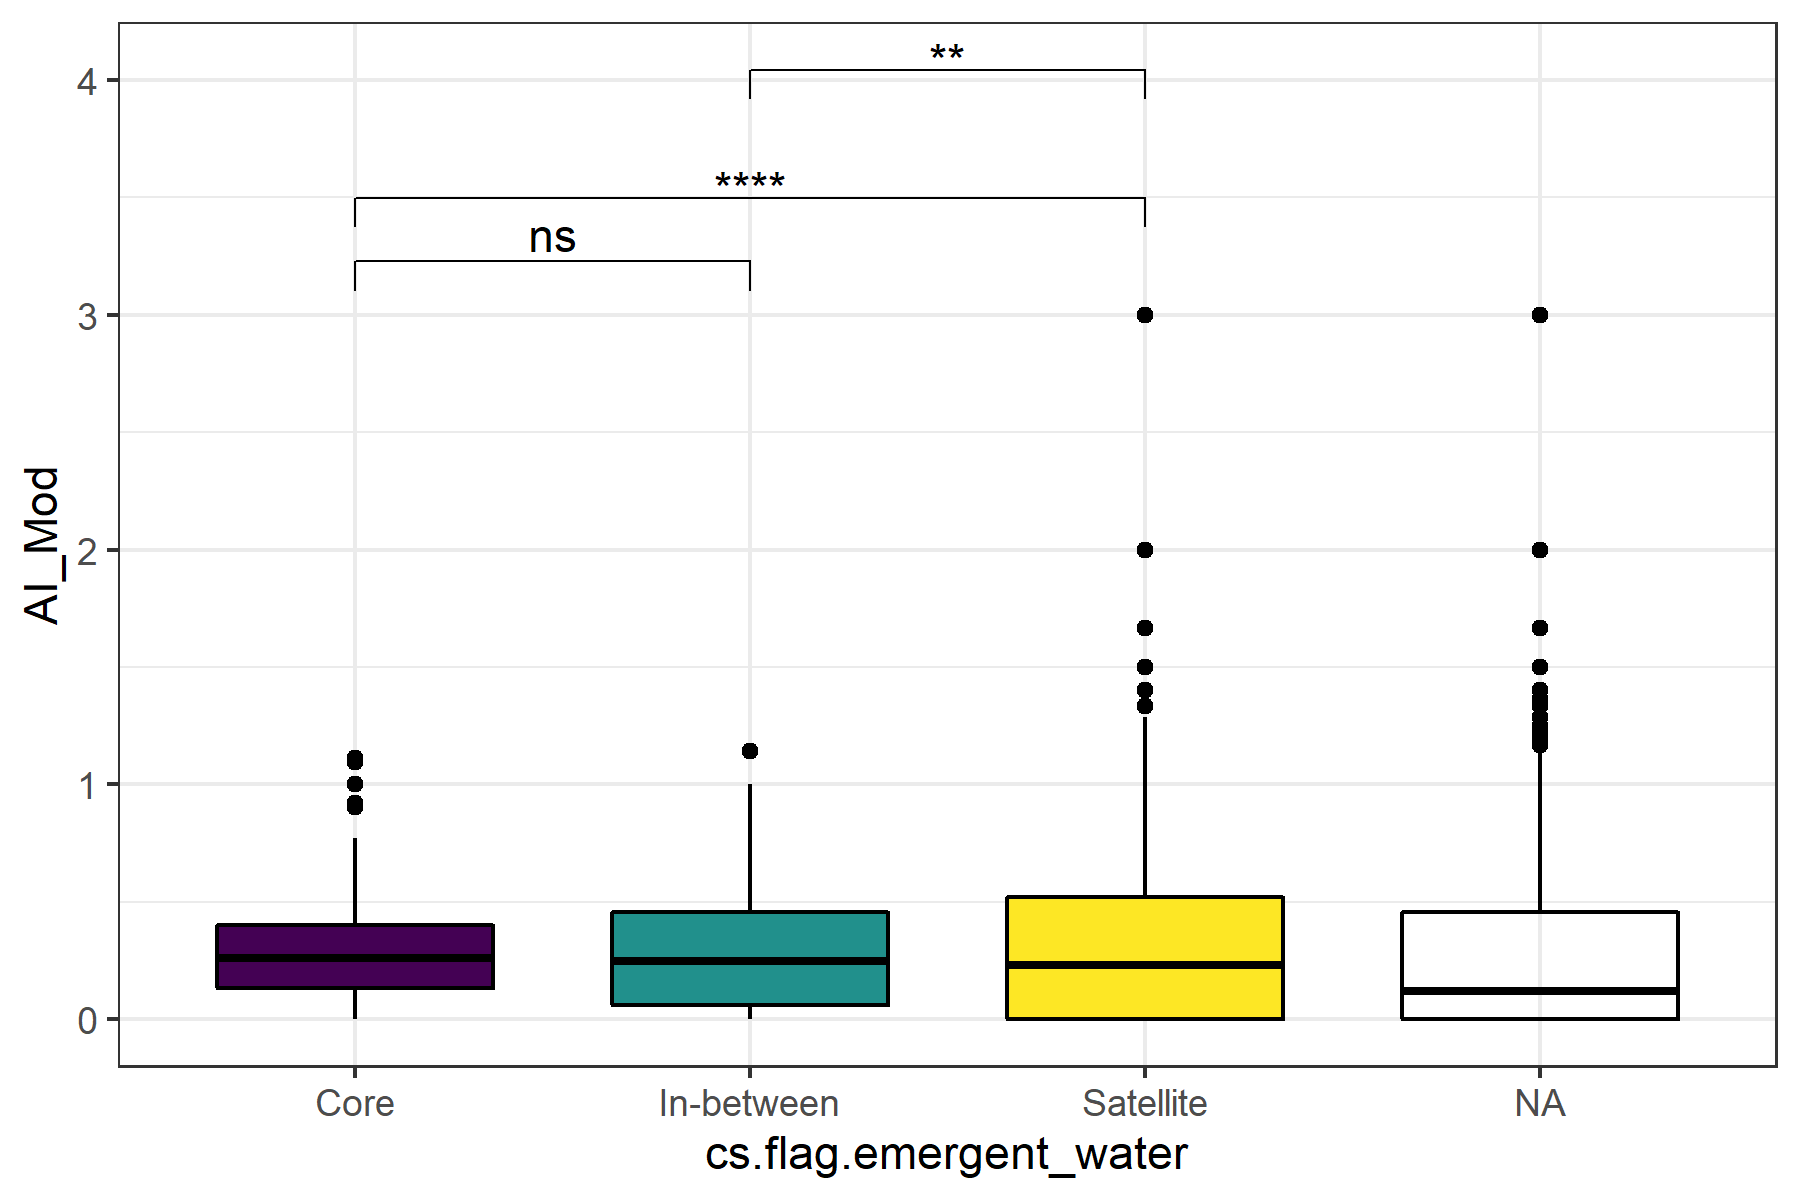 **
4
****
ns
3
AI_Mod
2
1
0
Core In-between Satellite NA
cs.flag.emergent_water